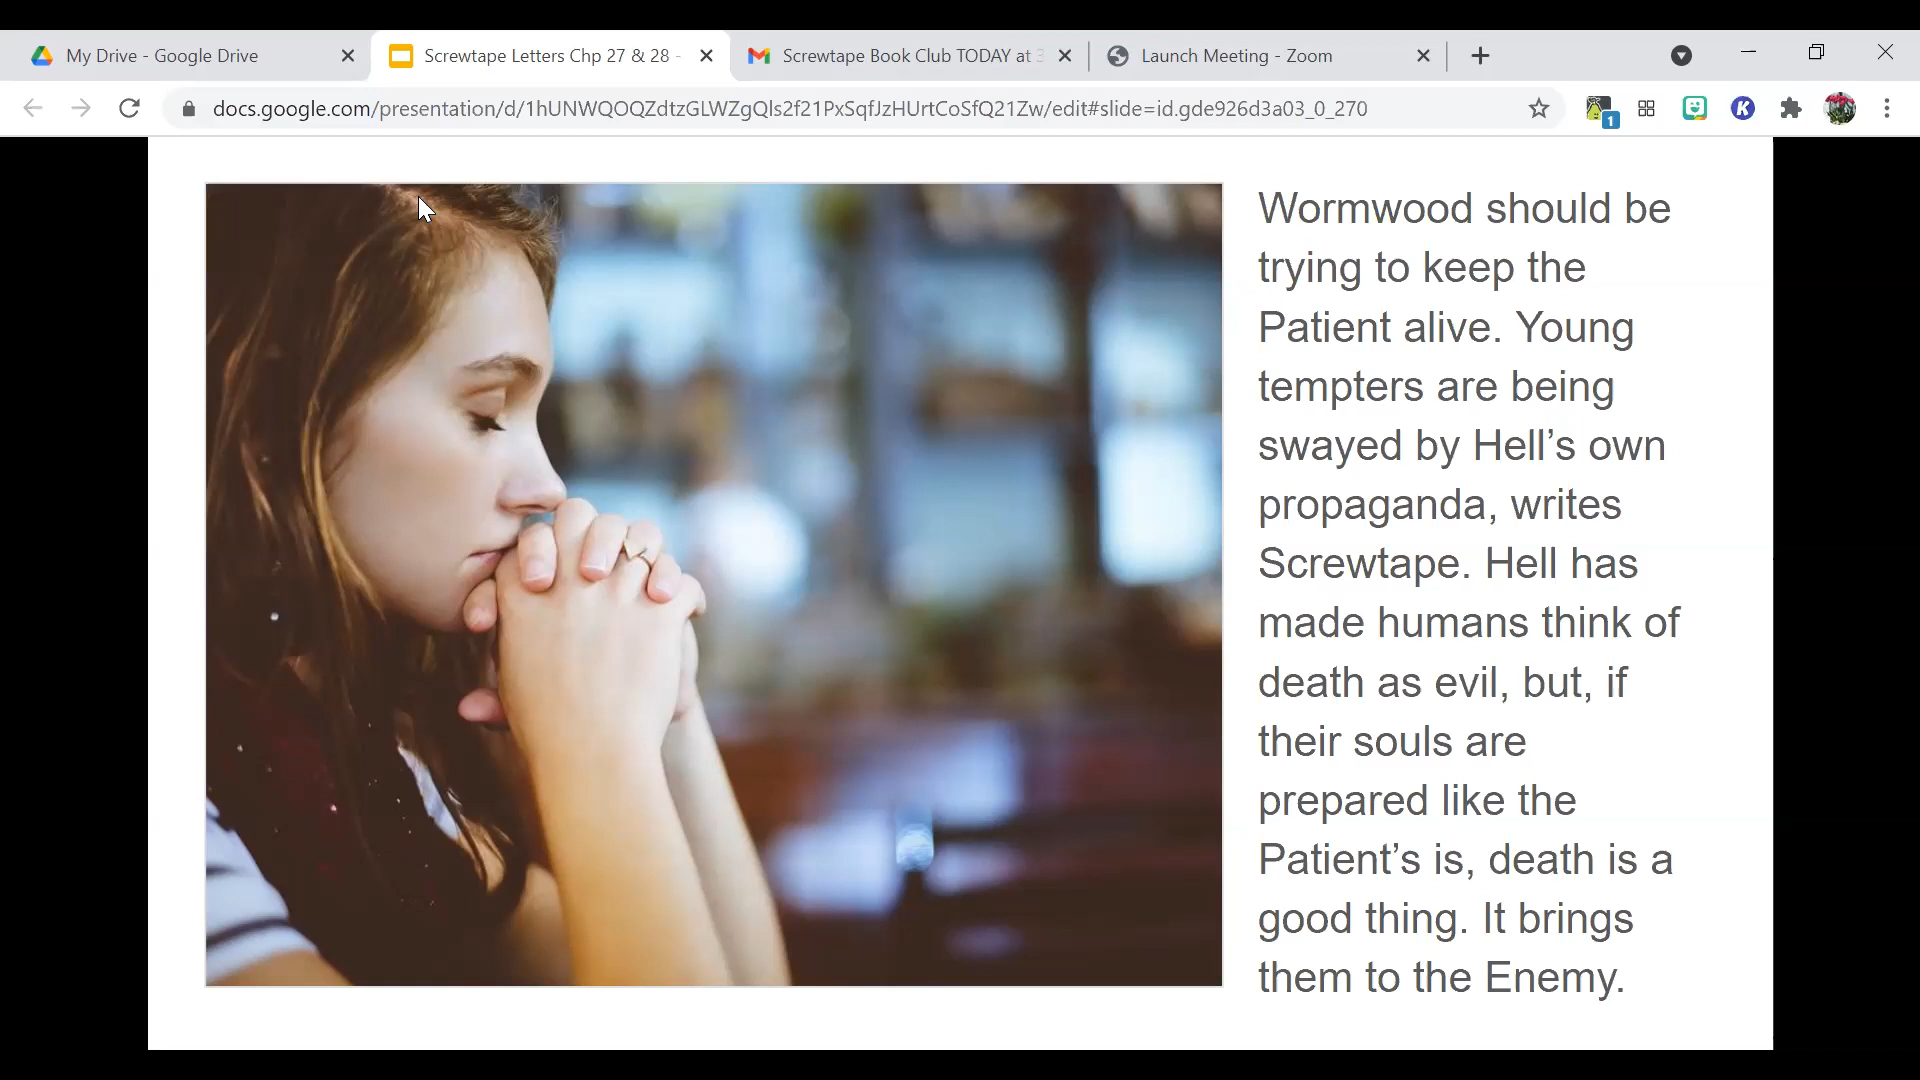 My Drive - Google Drive
Screwtape Letters Chp 27 & 28 -
Screwtape Book Club TODAY at 3
Launch Meeting - Zoom
docs.google.com/presentation/d/1hUNWQOQZdtzGLWZgQls2f21PxSqfJzHUrtCoSfQ21Zw/edit#slide=id.gde926d3a03_0_270
1
K
Wormwood should be
trying to keep the
Patient alive. Young
tempters are being
swayed by Hell’s own
propaganda, writes
Screwtape. Hell has
made humans think of
death as evil, but, if
their souls are
prepared like the
Patient’s is, death is a
good thing. It brings
them to the Enemy.